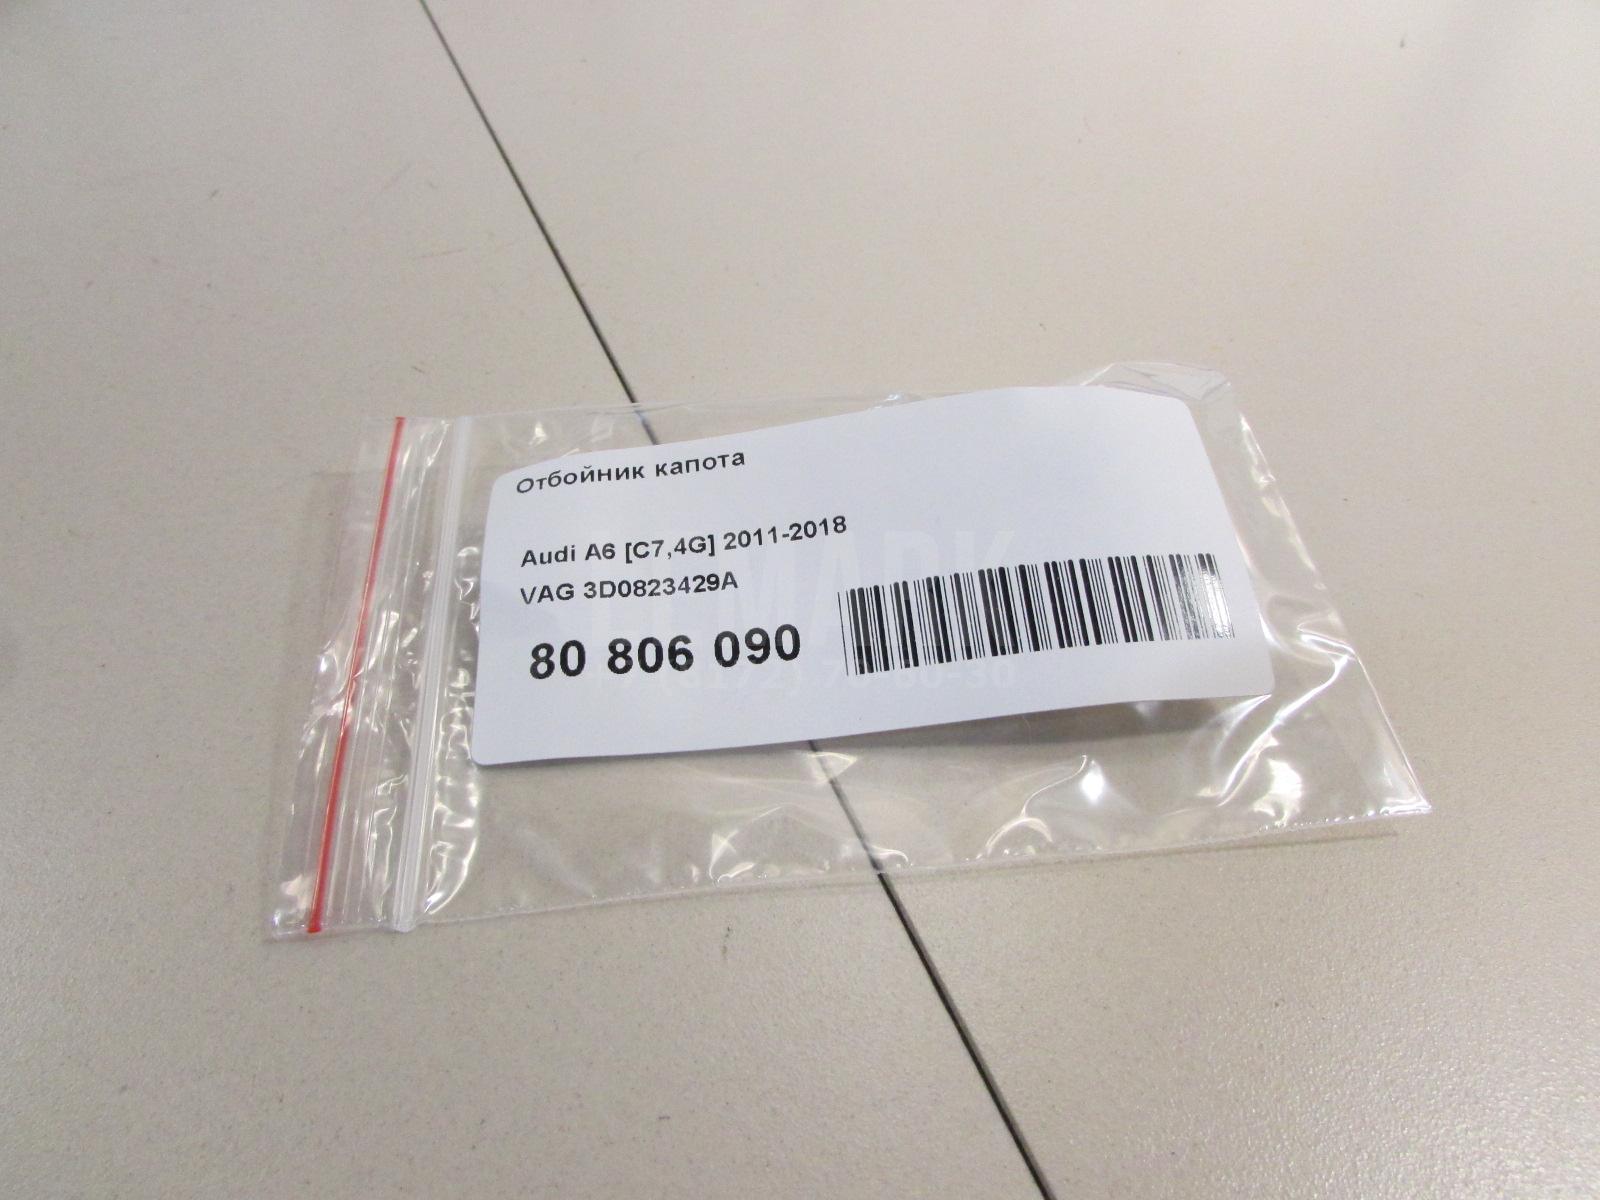 Отбойник капота
Audi A6 [C7,4G] 2011-2018
VAG 3D0823429A
80 806 090